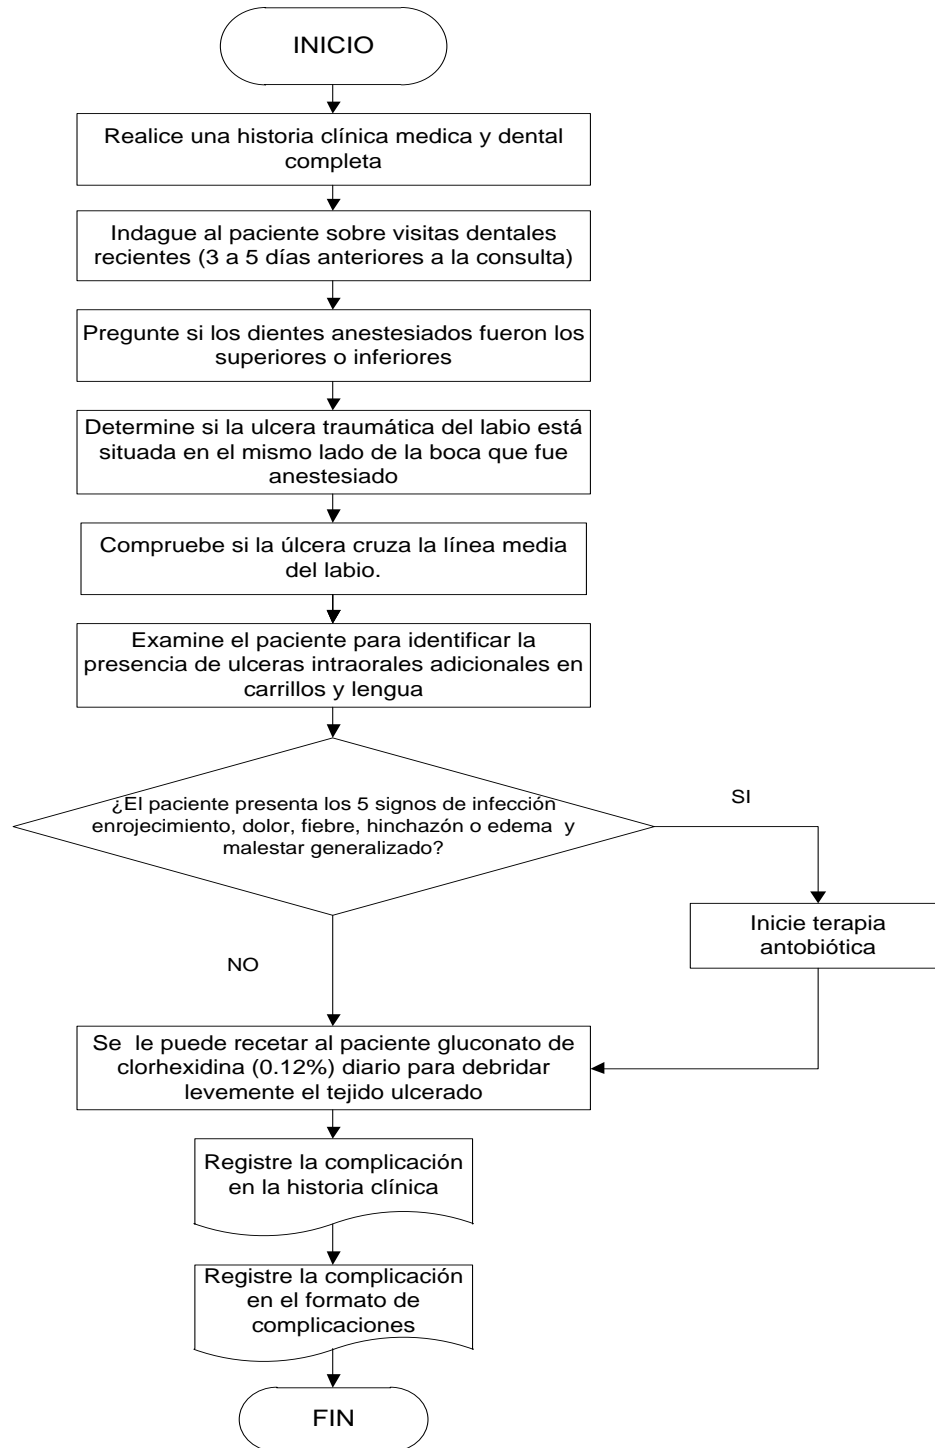 INICIO
Realice una historia clínica medica y dental
completa
Indague al paciente sobre visitas dentales
recientes (3 a 5 días anteriores a la consulta)
Pregunte si los dientes anestesiados fueron los
superiores o inferiores
Determine si la ulcera traumática del labio está
situada en el mismo lado de la boca que fue
anestesiado
Compruebe si la úlcera cruza la línea media
del labio.
Examine el paciente para identificar la
presencia de ulceras intraorales adicionales en
carrillos y lengua
¿El paciente presenta los 5 signos de infección
enrojecimiento, dolor, fiebre, hinchazón o edema y
malestar generalizado?
SI
Inicie terapia
antobiótica
NO
Se le puede recetar al paciente gluconato de
clorhexidina (0.12%) diario para debridar
levemente el tejido ulcerado
Registre la complicación
en la historia clínica
Registre la complicación
en el formato de
complicaciones
FIN